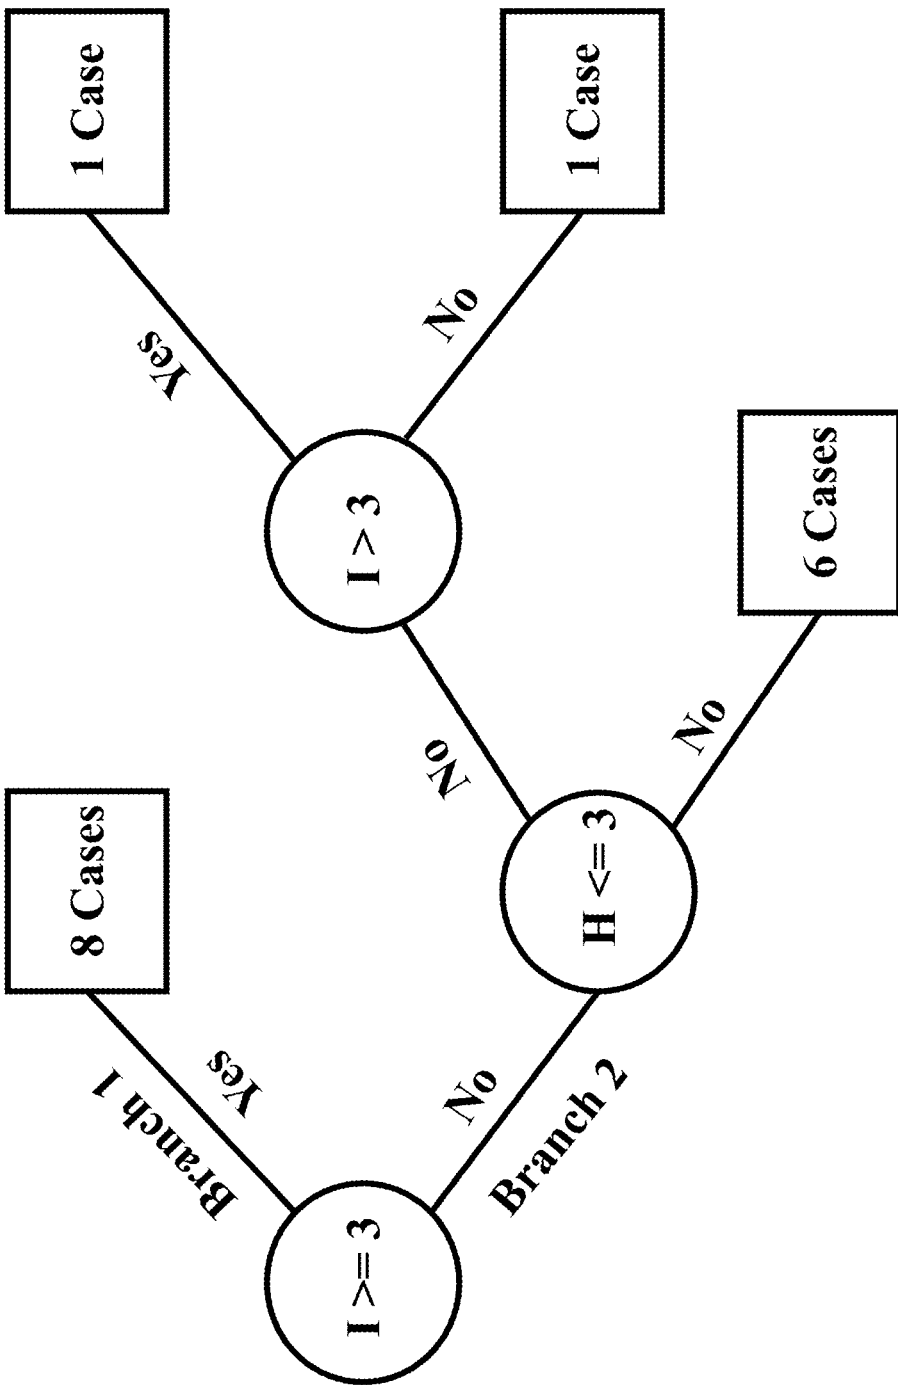 I >= 3
Branch 1
Yes
8 Cases
No
Branch 2
H <= 3
No
I > 3
Yes
1 Case
No
1 Case
No
6 Cases